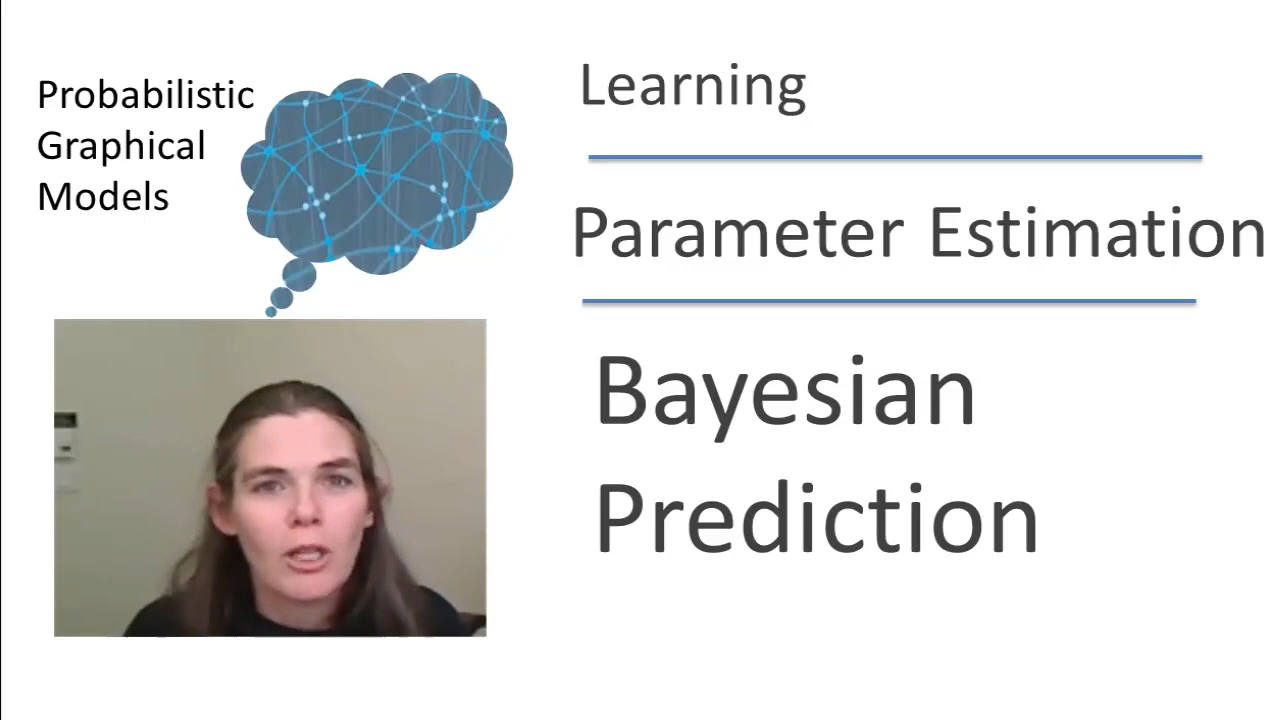 Probabilistic
Graphical
Models
Learning
Parameter Estimation
Bayesian
Prediction